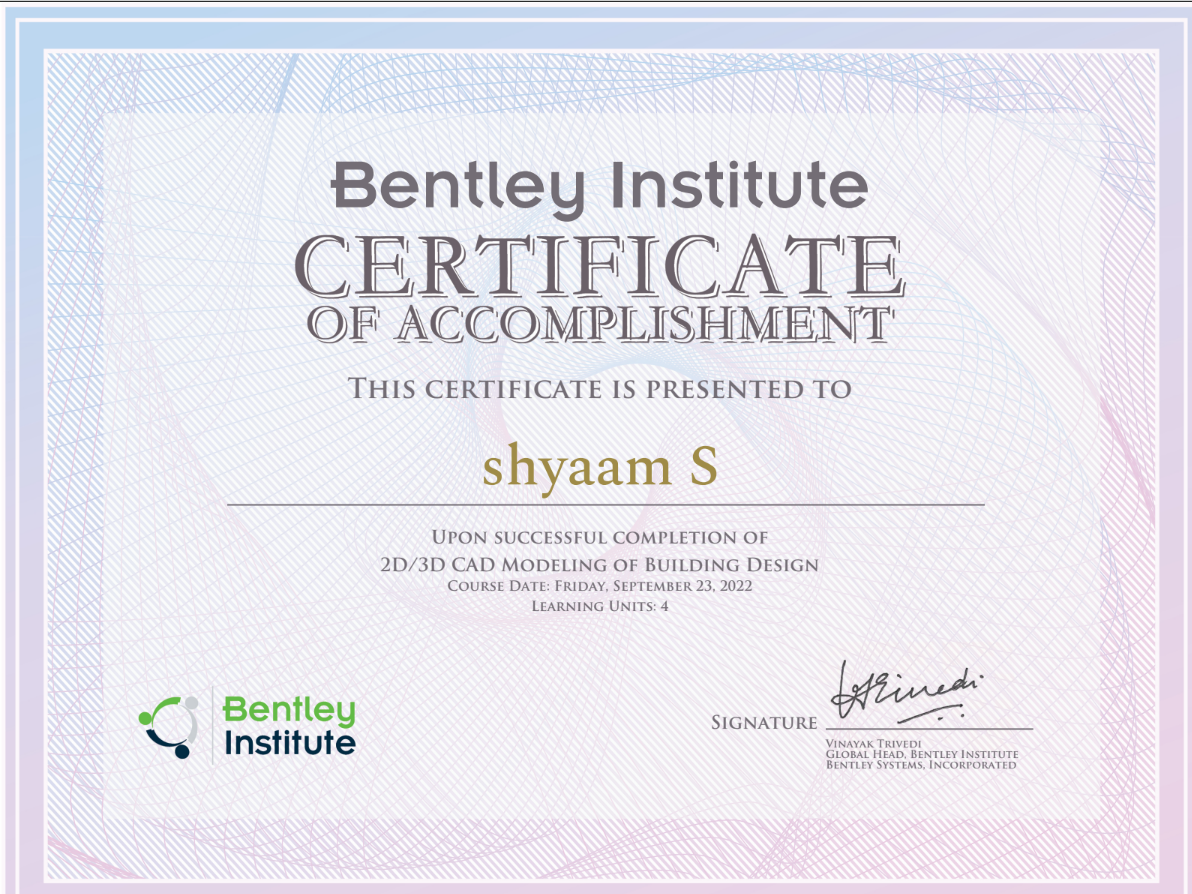 Bentley Institute
CERTIFICATE
OF ACCOMPLISHMENT
THIS CERTIFICATE IS PRESENTED TO
shyaam S
UPON SUCCESSFUL COMPLETION OF
2D/3D CAD MODELING OF BUILDING DESIGN
COURSE DATE: FRIDAY, SEPTEMBER 23, 2022
LEARNING UNITS: 4
Bentley
Institute
SIGNATURE
VINAYAK TRIVEDI
GLOBAL HEAD, BENTLEY INSTITUTE
BENTLEY SYSTEMS, INCORPORATED